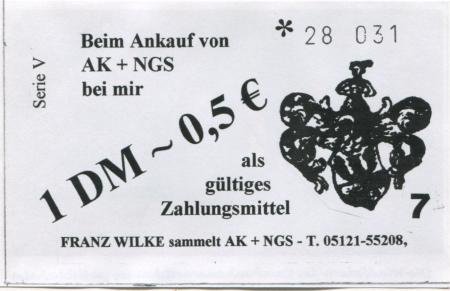 Beim Ankauf von
AK + NGS
bei mir
* 28 031
Serie V
1 DM ~ 0,5 €
als
gültiges
Zahlungsmittel
7
FRANZ WILKE sammelt AK + NGS - T. 05121-55208,